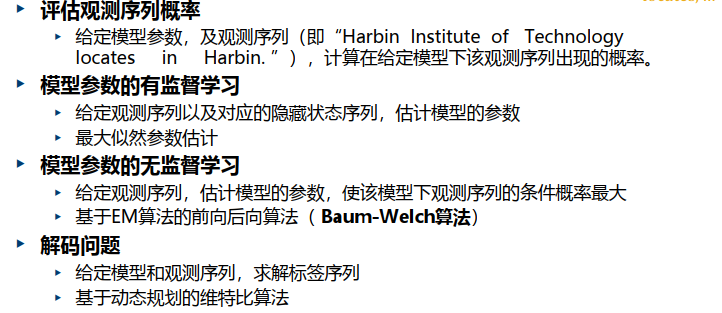 ▸ 评估观测序列概率
▸ 给定模型参数，及观测序列（即“Harbin Institute of Technology
locates in Harbin. ”），计算在给定模型下该观测序列出现的概率。
▸ 模型参数的有监督学习
▸ 给定观测序列以及对应的隐藏状态序列，估计模型的参数
▸ 最大似然参数估计
▸ 模型参数的无监督学习
▸ 给定观测序列，估计模型的参数，使该模型下观测序列的条件概率最大
▸ 基于EM算法的前向后向算法（ Baum-Welch算法）
▸ 解码问题
▸ 给定模型和观测序列，求解标签序列
▸ 基于动态规划的维特比算法